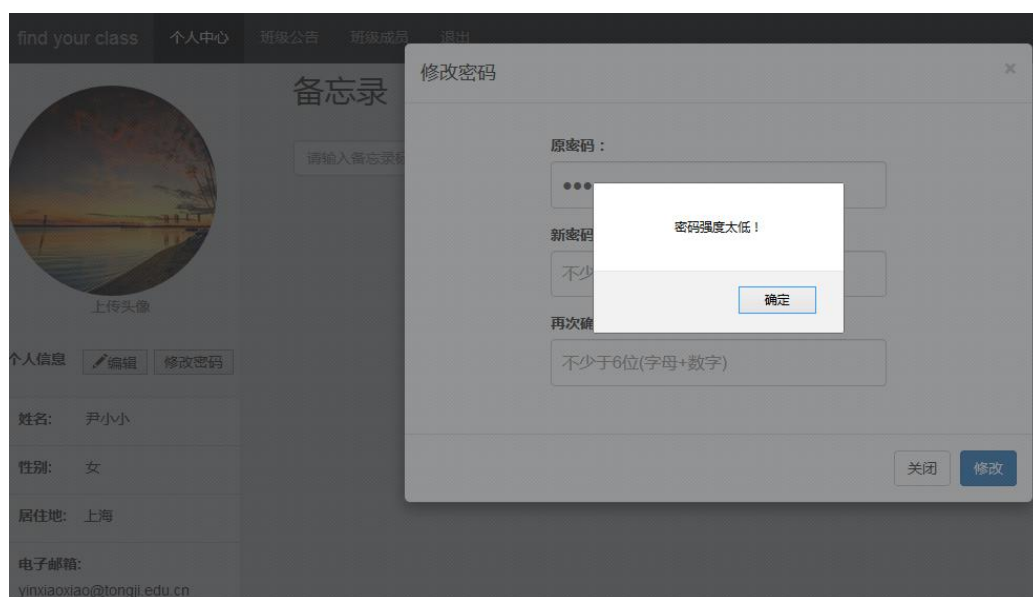 find your class 个人中心 班级公告 班级成员 退出
修改密码 ×
备忘录
请输入备忘录
上传头像
个人信息 编辑 修改密码
姓名: 尹小小
性别: 女
居住地: 上海
电子邮箱:
yinxiaoxiao@tongji.edu.cn
原密码：
新密码
不少
再次确
不少于6位(字母+数字)
密码强度太低！
确定
关闭 修改